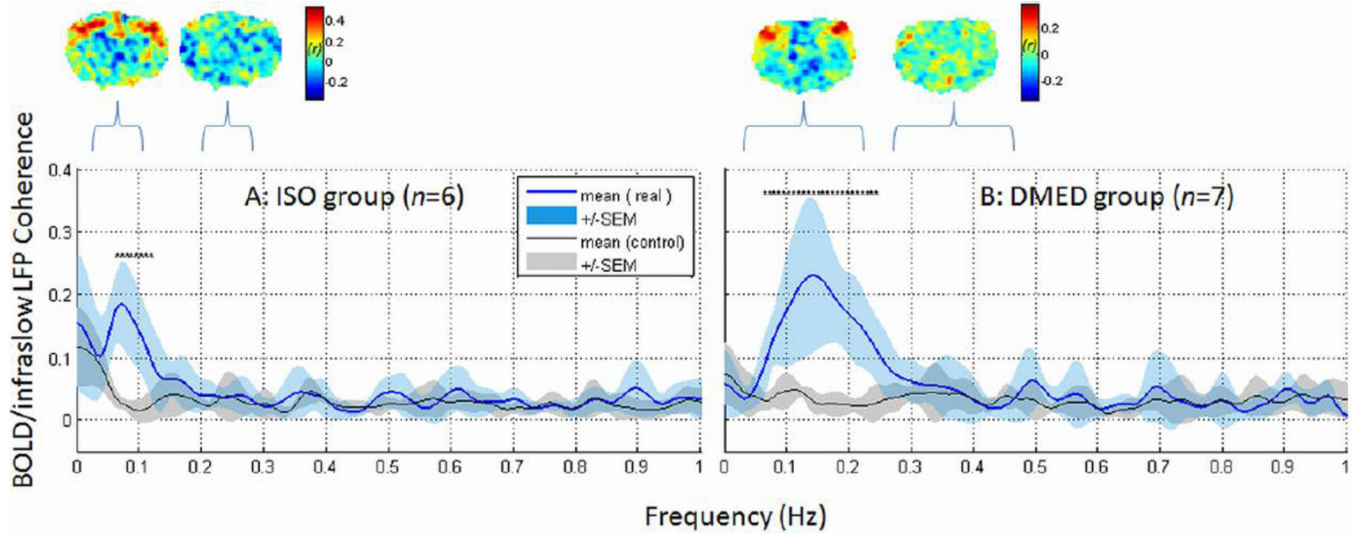 0.4
0.2
0
-0.2
(r)
0.4
0.2
0
-0.2
(r)
BOLD/infraslow LFP Coherence
0.4
0.3
0.2
0.1
0
A: ISO group (n=6)
*********
mean ( real )
+/-SEM
mean (control)
+/-SEM
B: DMED group (n=7)
0 0.1 0.2 0.3 0.4 0.5 0.6 0.7 0.8 0.9 1
0 0.1 0.2 0.3 0.4 0.5 0.6 0.7 0.8 0.9 1
Frequency (Hz)